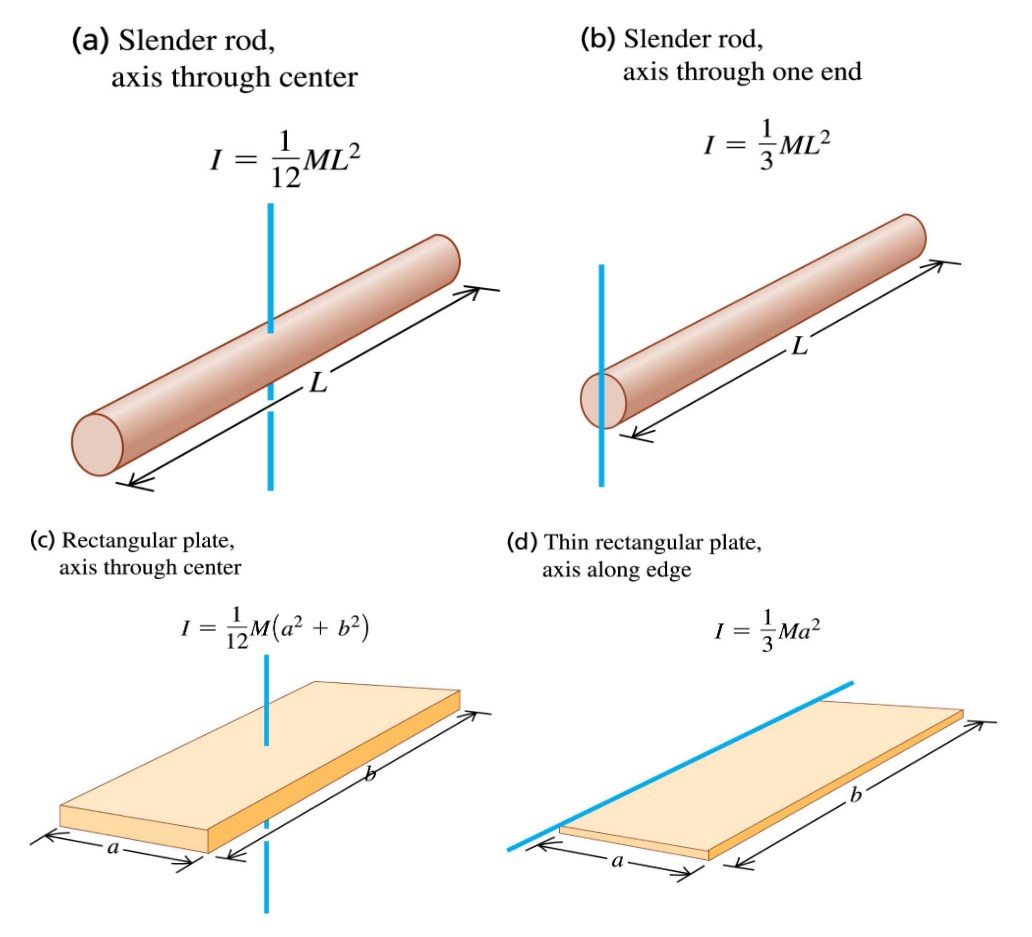 (a) Slender rod,
axis through center
I = 1/12 ML²
L
(b) Slender rod,
axis through one end
I = 1/3 ML²
L
(c) Rectangular plate,
axis through center
I = 1/12 M(a² + b²)
b
a
(d) Thin rectangular plate,
axis along edge
I = 1/3 Ma²
b
a